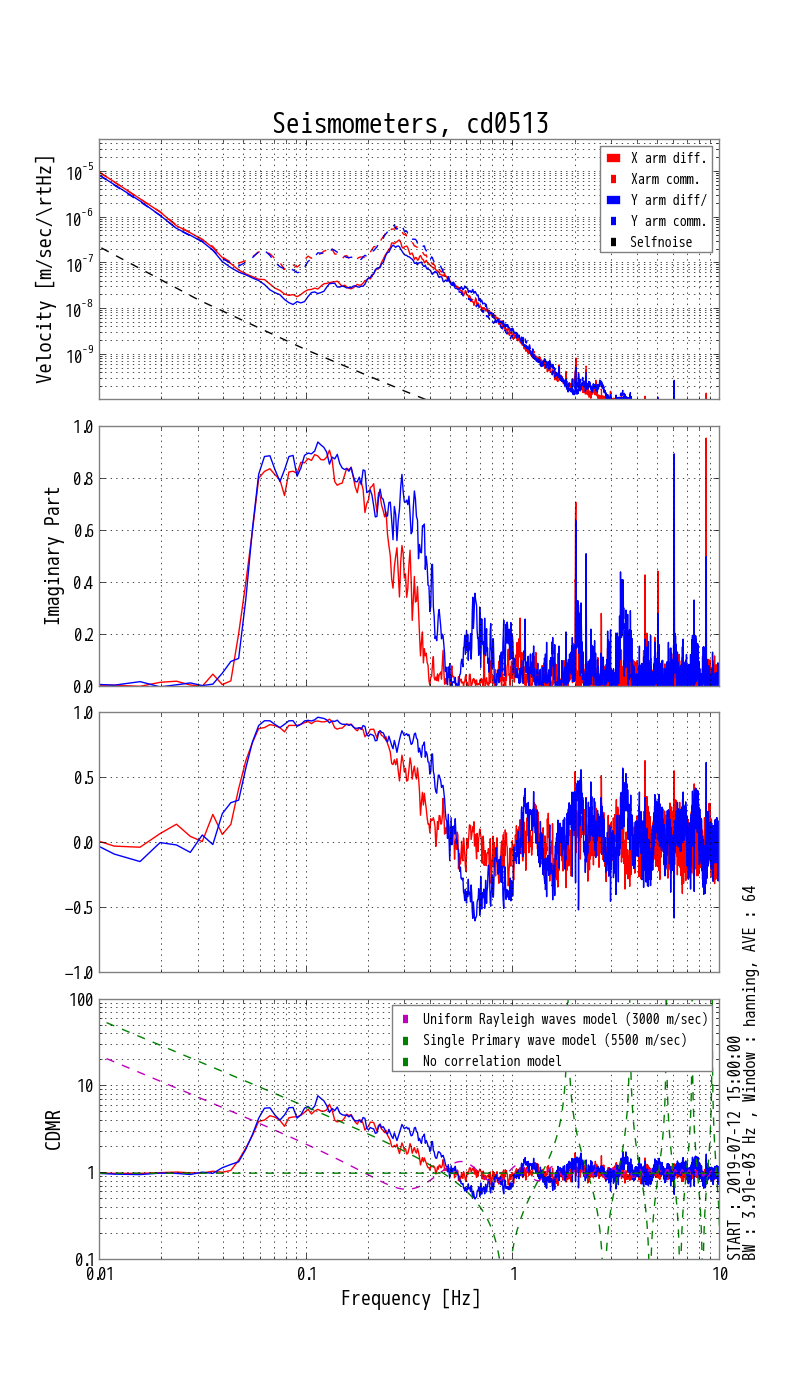 Seismometers, cd0513
Velocity [m/sec/\rtHz]
10^-5
10^-6
10^-7
10^-8
10^-9
X arm diff.
Xarm comm.
Y arm diff/
Y arm comm.
Selfnoise
Imaginary Part
1.0
0.8
0.6
0.4
0.2
0.0
1.0
0.5
0.0
−0.5
−1.0
CDMR
100
10
1
0.1
Uniform Rayleigh waves model (3000 m/sec)
Single Primary wave model (5500 m/sec)
No correlation model
0.01 0.1 1 10
Frequency [Hz]
START : 2019-07-12 15:00:00
BW : 3.91e-03 Hz , Window : hanning, AVE : 64